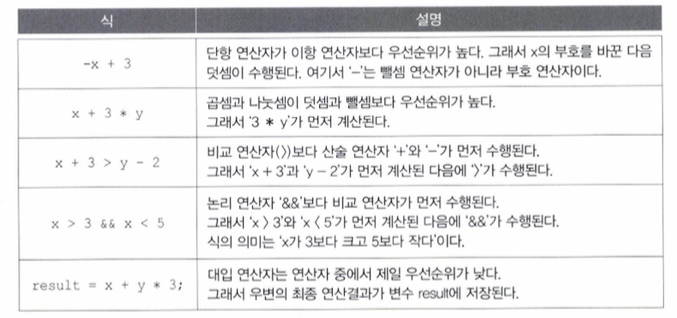 식 설명
-x + 3
단항 연산자가 이항 연산자보다 우선순위가 높다. 그래서 x의 부호를 바꾼 다음
덧셈이 수행된다. 여기서 '−'는 뺄셈 연산자가 아니라 부호 연산자이다.
x + 3 * y
곱셈과 나눗셈이 덧셈과 뺄셈보다 우선순위가 높다.
그래서 '3 * y'가 먼저 계산된다.
x + 3 > y - 2
비교 연산자(>)보다 산술 연산자 '+'와 '−'가 먼저 수행된다.
그래서 'x + 3'과 'y − 2'가 먼저 계산된 다음에 '>'가 수행된다.
x > 3 && x < 5
논리 연산자 '&&'보다 비교 연산자가 먼저 수행된다.
그래서 'x > 3'와 'x < 5'가 먼저 계산된 다음에 '&&'가 수행된다.
식의 의미는 'x가 3보다 크고 5보다 작다'이다.
result = x + y * 3;
대입 연산자는 연산자 중에서 제일 우선순위가 낮다.
그래서 우변의 최종 연산결과가 변수 result에 저장된다.